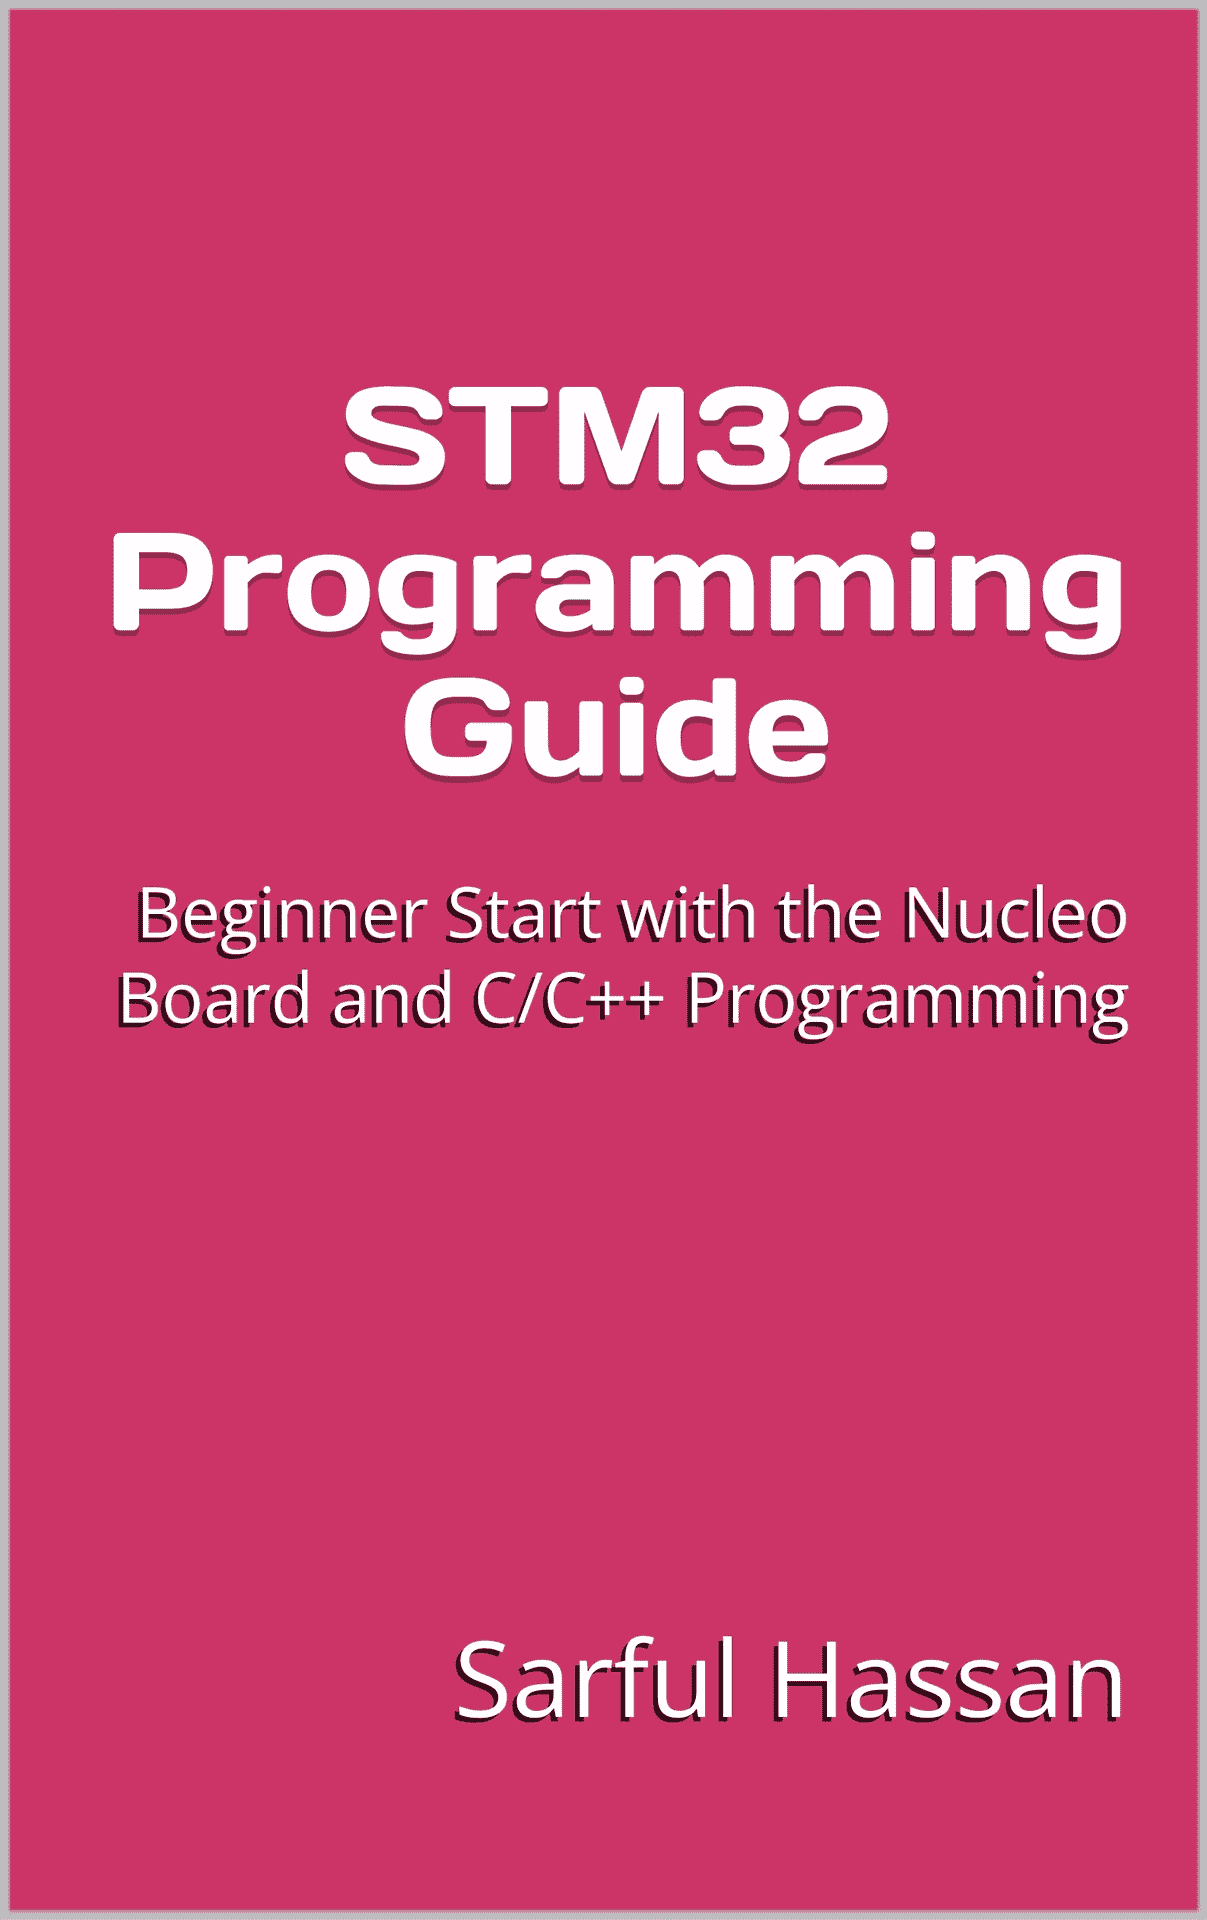 STM32
Programming
Guide
Beginner Start with the Nucleo
Board and C/C++ Programming
Sarful Hassan